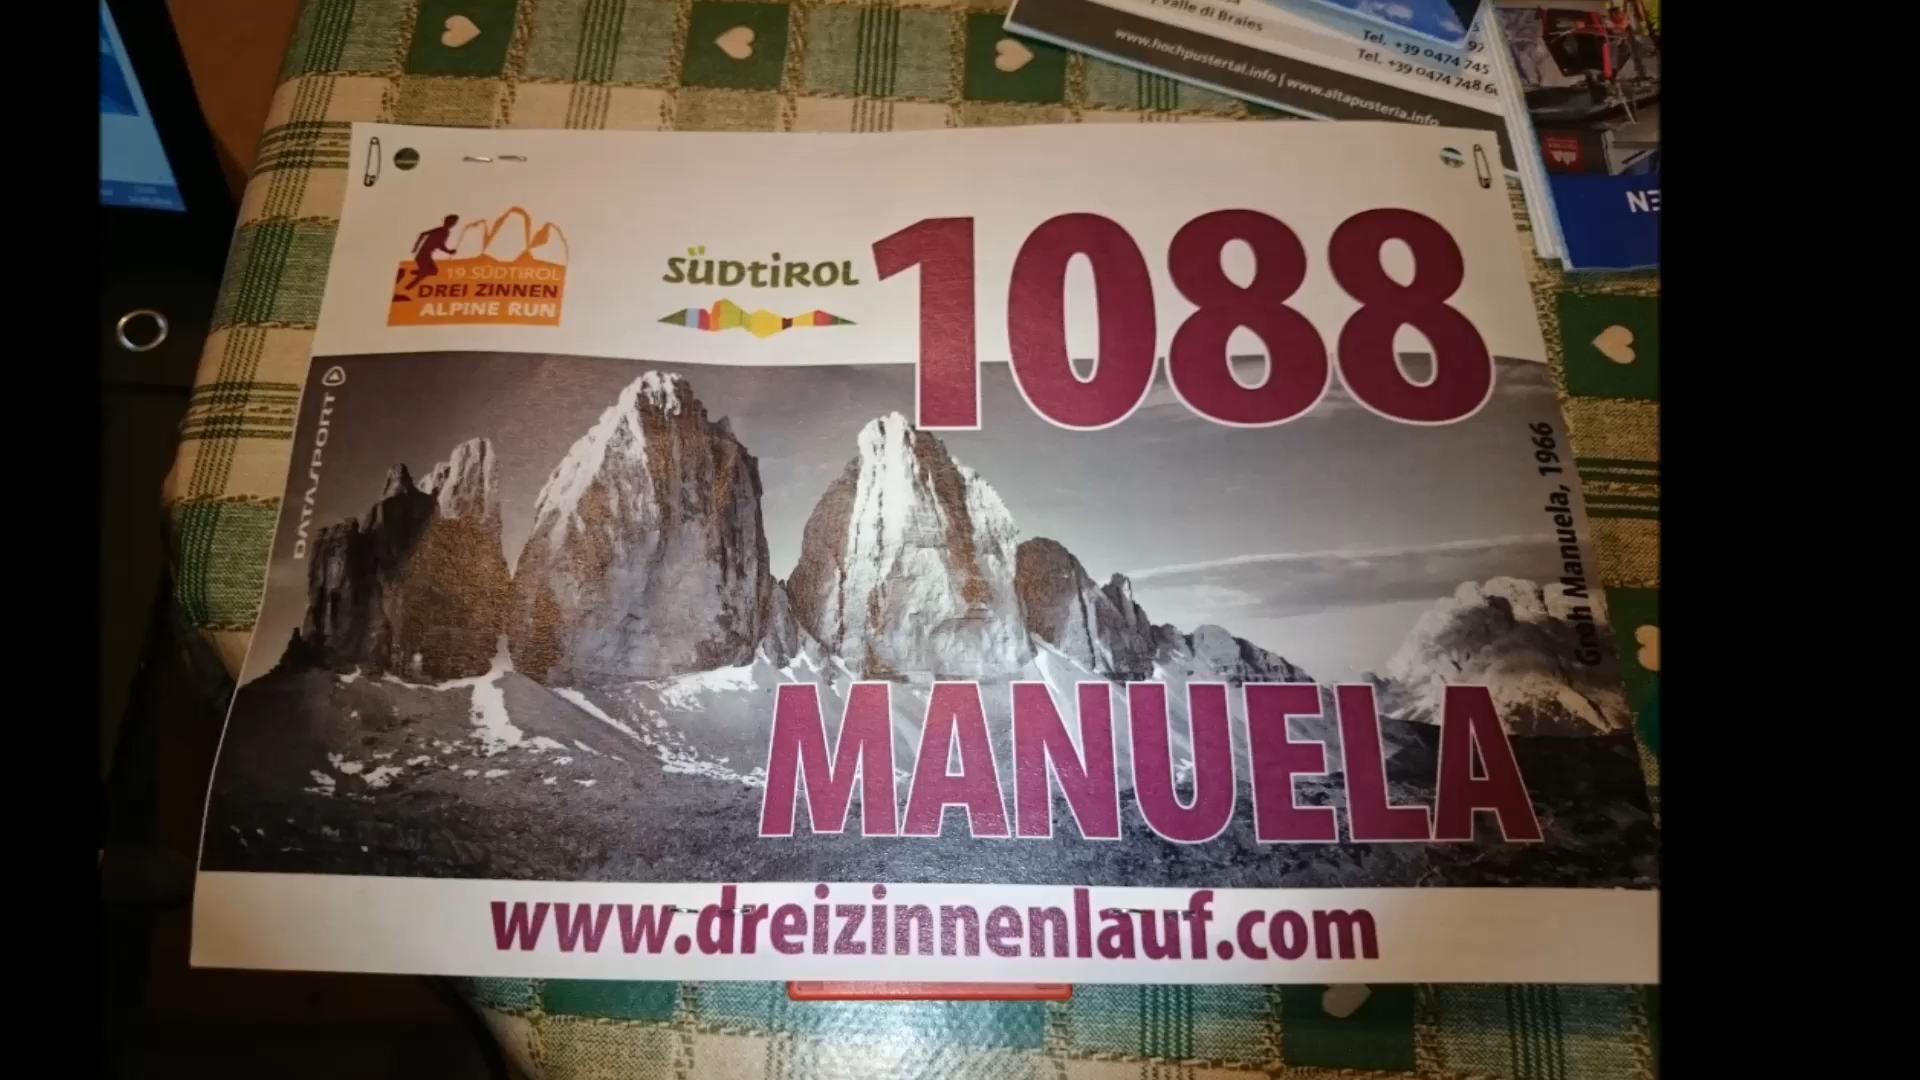 Valle di Braies
www.hochpustertal.info | www.altapusteria.info
Tel. +39 0474 745
Tel. +39 0474 748
19 SÜDTIROL
DREI ZINNEN
ALPINE RUN
SÜDTIROL
1088
DATASPORT
Groh Manuela, 1966
MANUELA
www.dreizinnenlauf.com